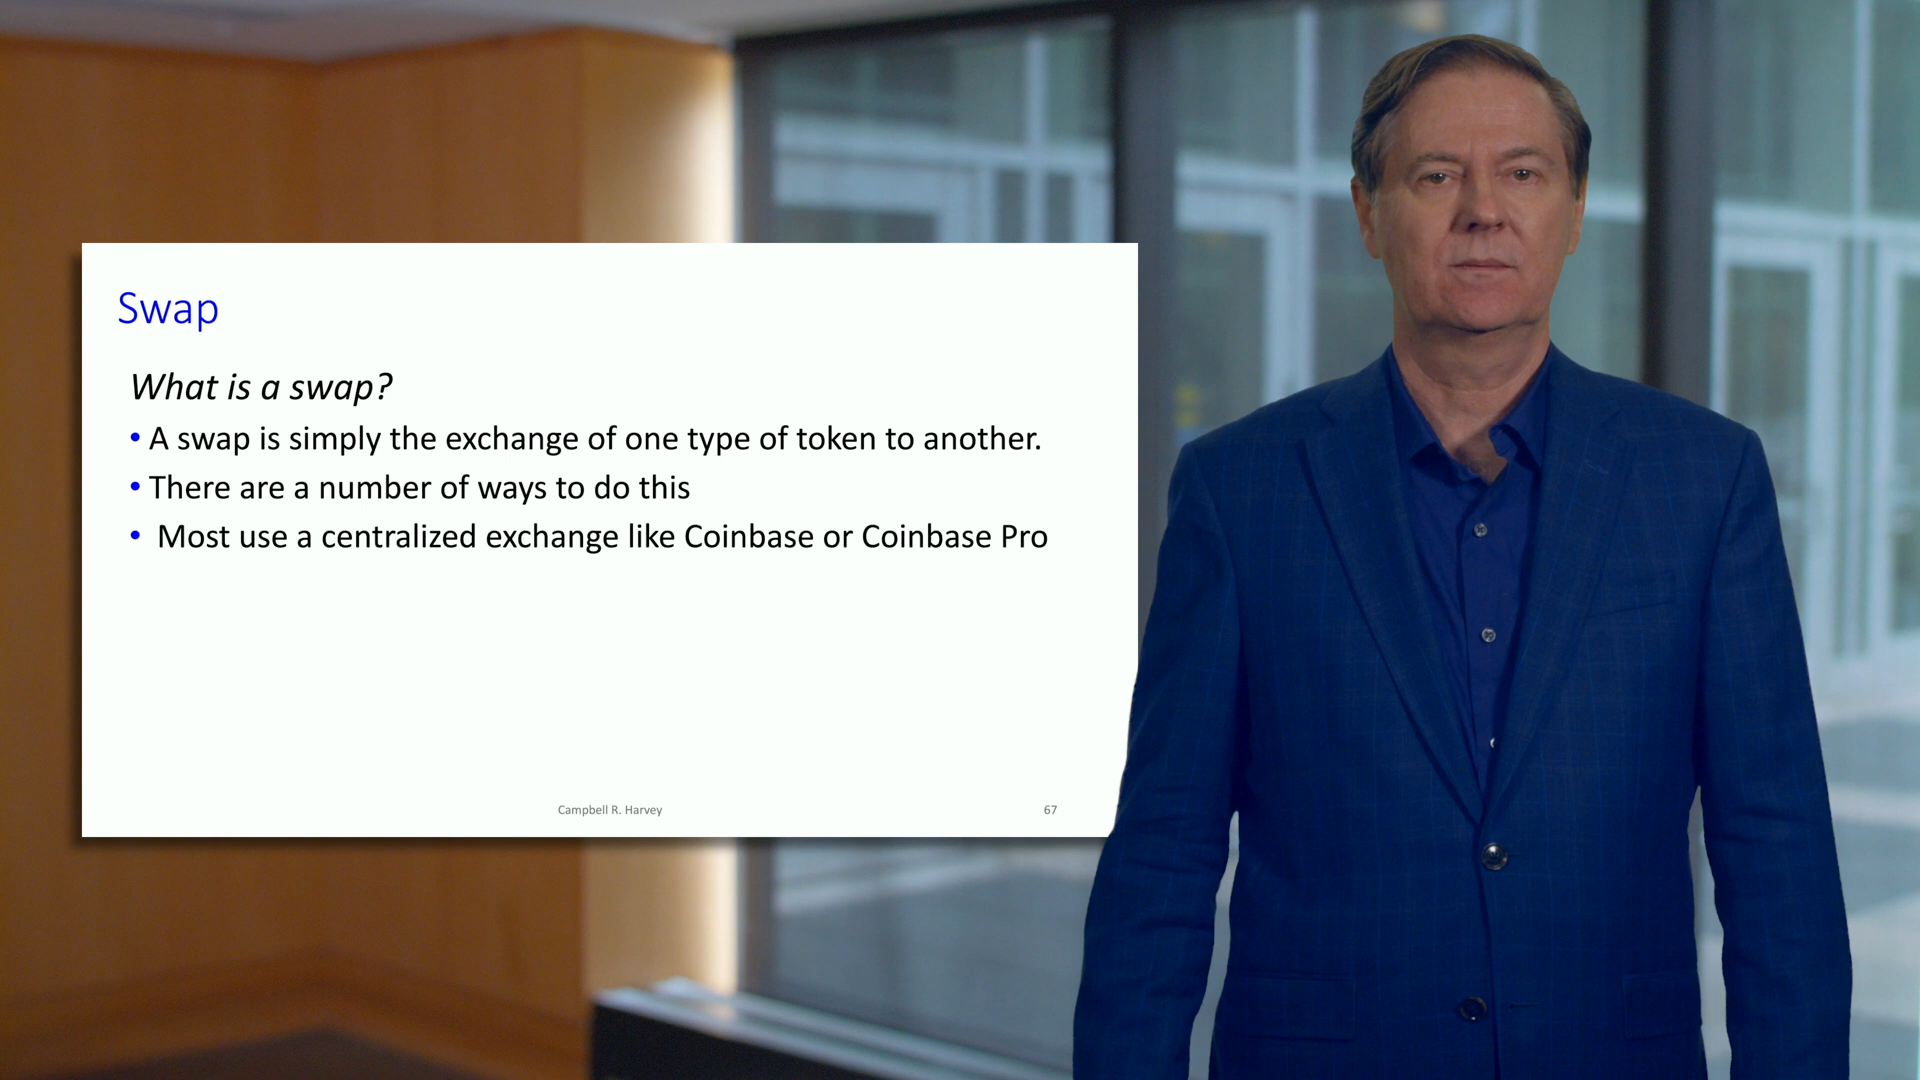 Swap
What is a swap?
• A swap is simply the exchange of one type of token to another.
• There are a number of ways to do this
• Most use a centralized exchange like Coinbase or Coinbase Pro
Campbell R. Harvey
67